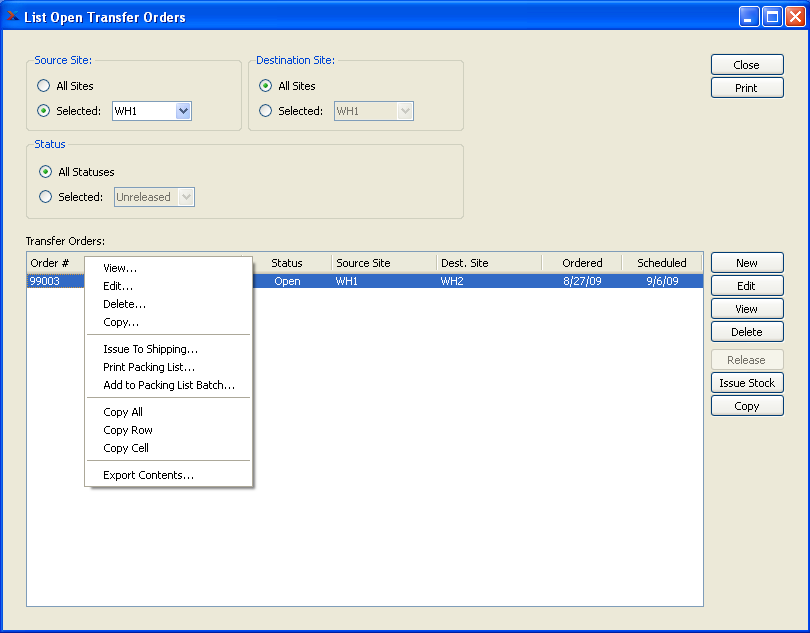 List Open Transfer Orders
Source Site:
Destination Site:
All Sites
All Sites
Close
Selected: WH1
Selected: WH1
Print
Status
All Statuses
Selected: Unreleased
Transfer Orders:
Order # Status Source Site Dest. Site Ordered Scheduled
99003 Open WH1 WH2 8/27/09 9/6/09
View...
Edit...
Delete...
Copy...
Issue To Shipping...
Print Packing List...
Add to Packing List Batch...
Copy All
Copy Row
Copy Cell
Export Contents...
New
Edit
View
Delete
Release
Issue Stock
Copy